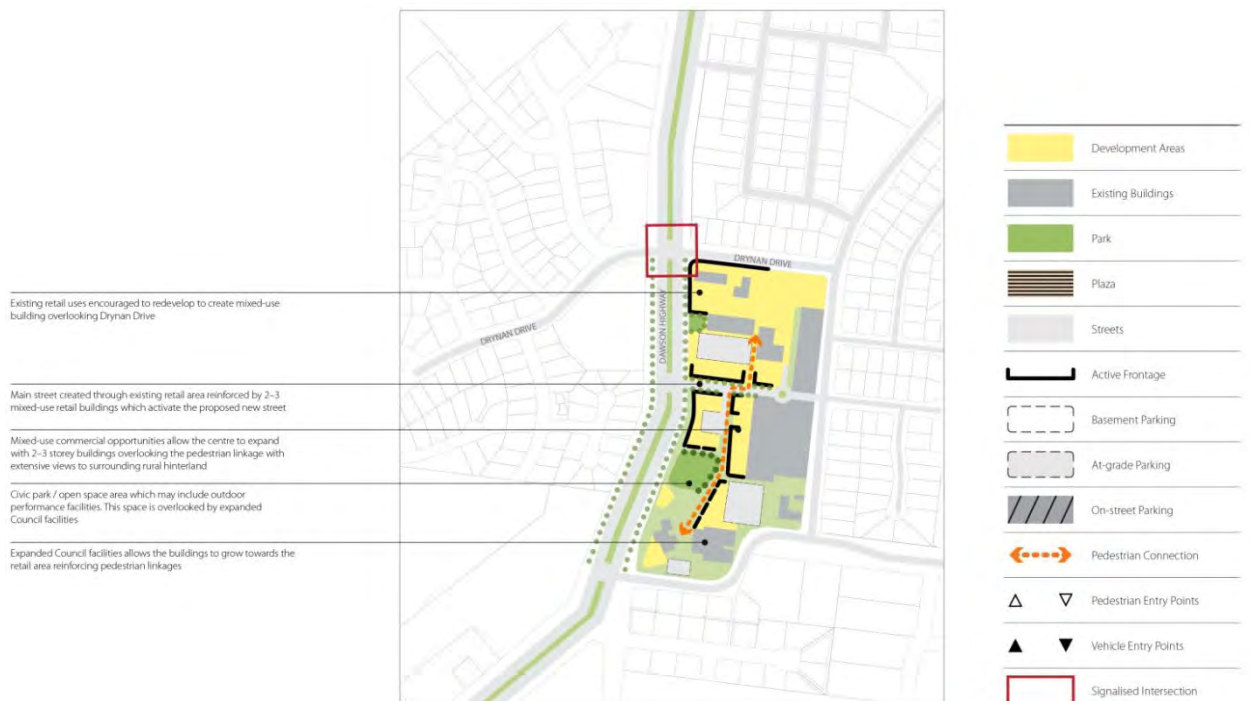 Existing retail uses encouraged to redevelop to create mixed-use
building overlooking Drynan Drive
Main street created through existing retail area reinforced by 2–3
mixed-use retail buildings which activate the proposed new street
Mixed-use commercial opportunities allow the centre to expand
with 2–3 storey buildings overlooking the pedestrian linkage with
extensive views to surrounding rural hinterland
Civic park / open space area which may include outdoor
performance facilities. This space is overlooked by expanded
Council facilities
Expanded Council facilities allows the buildings to grow towards the
retail area reinforcing pedestrian linkages
DRYNAN DRIVE
DAWSON HIGHWAY
DRYNAN DRIVE
Development Areas
Existing Buildings
Park
Plaza
Streets
Active Frontage
Basement Parking
At-grade Parking
On-street Parking
Pedestrian Connection
Pedestrian Entry Points
Vehicle Entry Points
Signalised Intersection